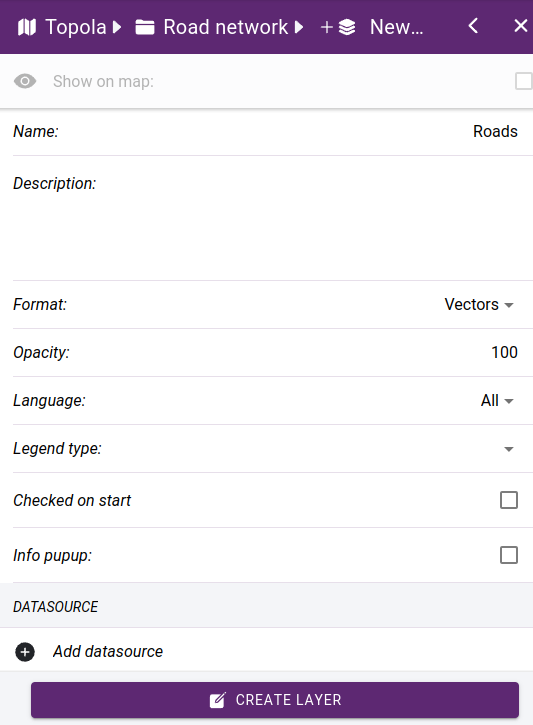 Topola Road network + New...
Show on map:
Name: Roads
Description:
Format: Vectors
Opacity: 100
Language: All
Legend type:
Checked on start
Info pupup:
DATASOURCE
Add datasource
CREATE LAYER